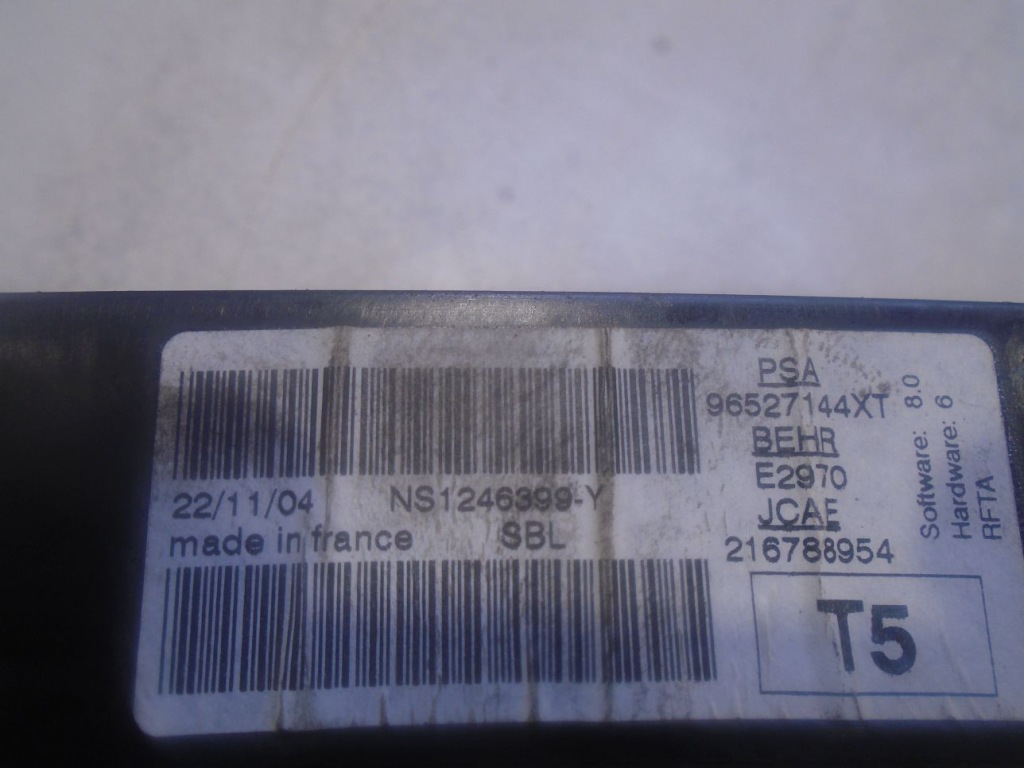 22/11/04 NS1246399-Y
made in france SBL
PSA
96527144XT
BEHR
E2970
JCAE
216788954
T5
Software: 8.0
Hardware: 6
RFTA